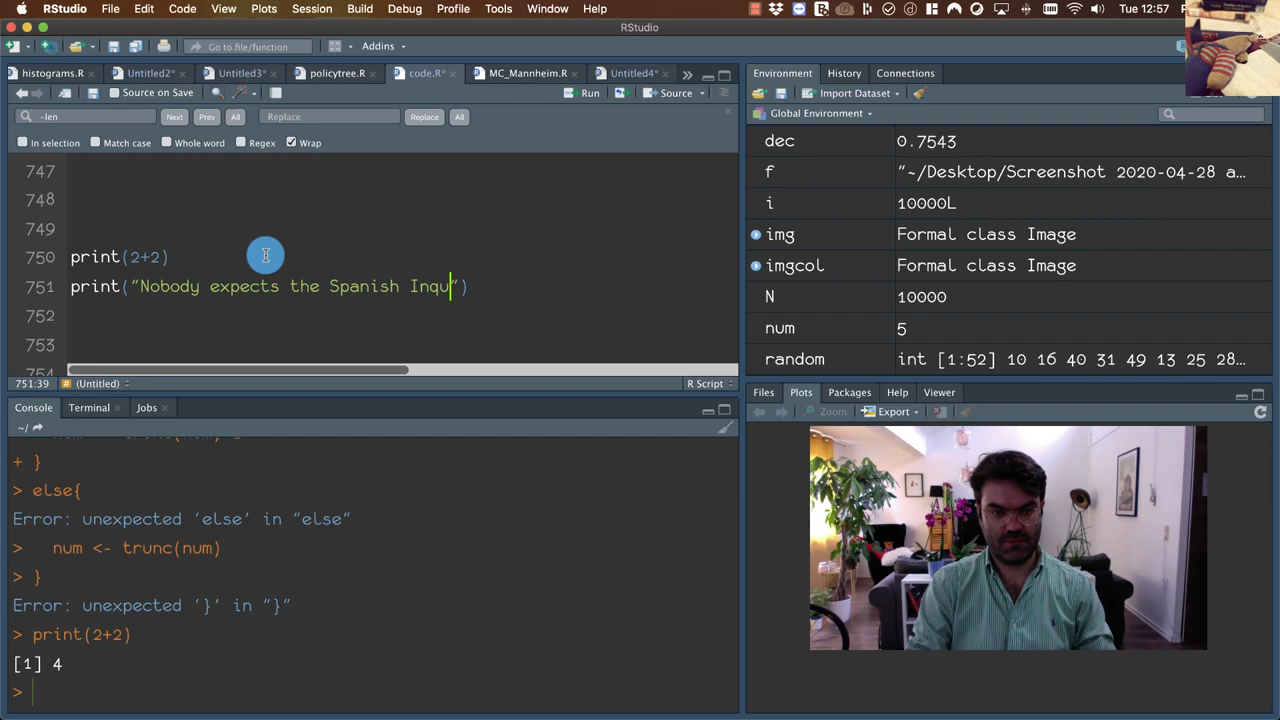 RStudio File Edit Code View Plots Session Build Debug Profile Tools Window Help Tue 12:57
RStudio
Go to file/function Addins
histograms.R Untitled2* Untitled3* policytree.R code.R* MC_Mannheim.R Untitled4*
Source on Save Run Source
-len Next Prev All Replace Replace All
In selection Match case Whole word Regex Wrap
747
748
749
750 print(2+2)
751 print("Nobody expects the Spanish Inqu")
752
753
754
751:39 (Untitled) R Script
Console Terminal Jobs
~/
+ }
> else{
Error: unexpected 'else' in "else"
> num <- trunc(num)
> }
Error: unexpected '}' in "}"
> print(2+2)
[1] 4
>
Environment History Connections
Import Dataset
Global Environment
dec 0.7543
f "~/Desktop/Screenshot 2020-04-28 a…
i 10000L
img Formal class Image
imgcol Formal class Image
N 10000
num 5
random int [1:52] 10 16 40 31 49 13 25 28…
Files Plots Packages Help Viewer
Zoom Export